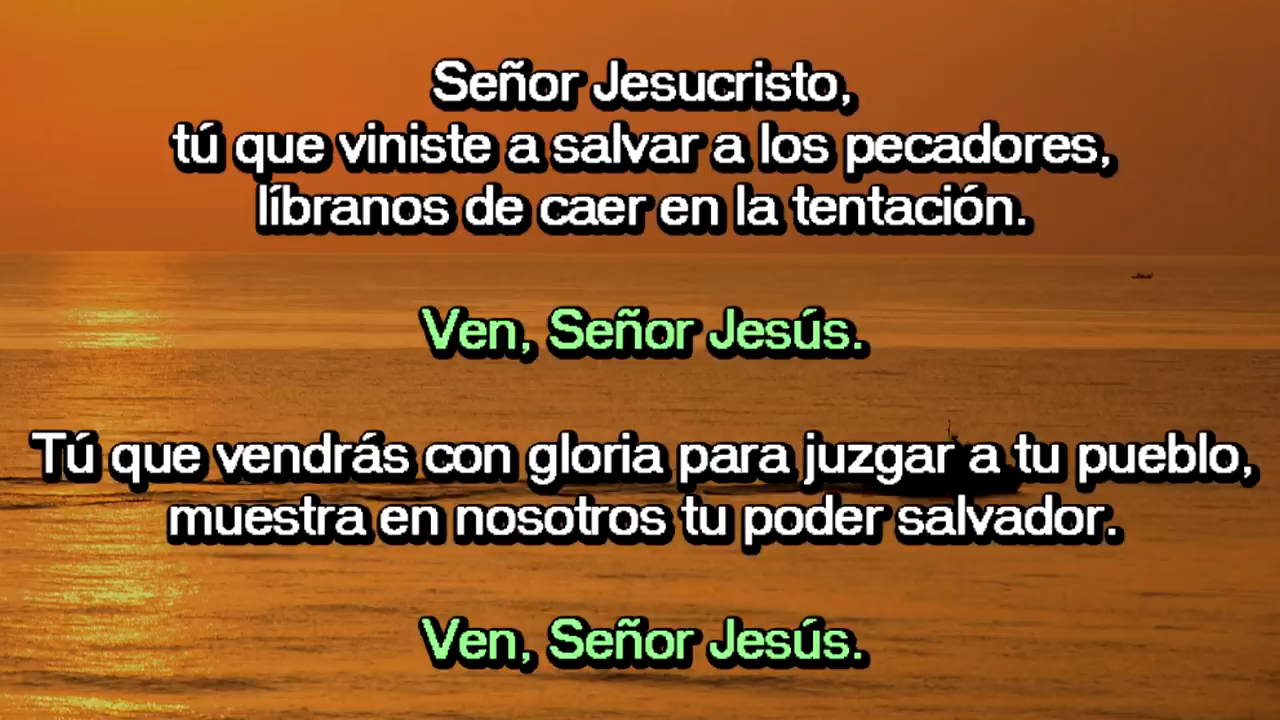 Señor Jesucristo,
tú que viniste a salvar a los pecadores,
líbranos de caer en la tentación.
Ven, Señor Jesús.
Tú que vendrás con gloria para juzgar a tu pueblo,
muestra en nosotros tu poder salvador.
Ven, Señor Jesús.